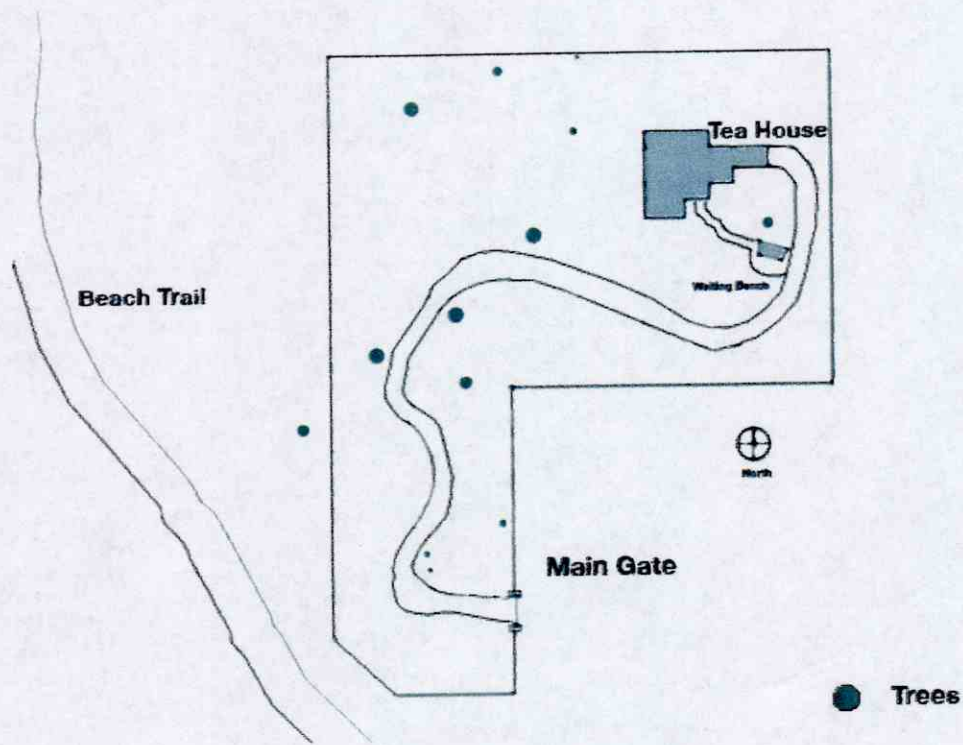 Tea House
Beach Trail
Waiting Bench
North
Main Gate
Trees